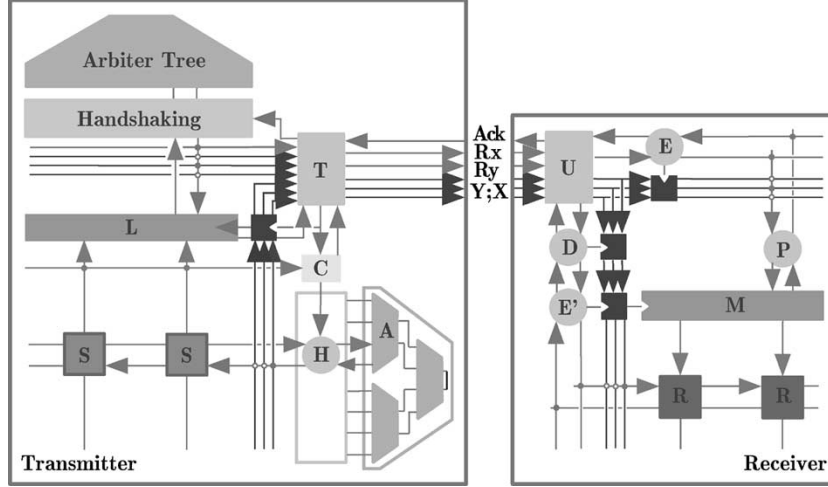 Arbiter Tree
Handshaking
T
L
C
A
H
S
S
Transmitter
Ack
Rx
Ry
Y;X
U
E
D
P
E'
M
R
R
Receiver